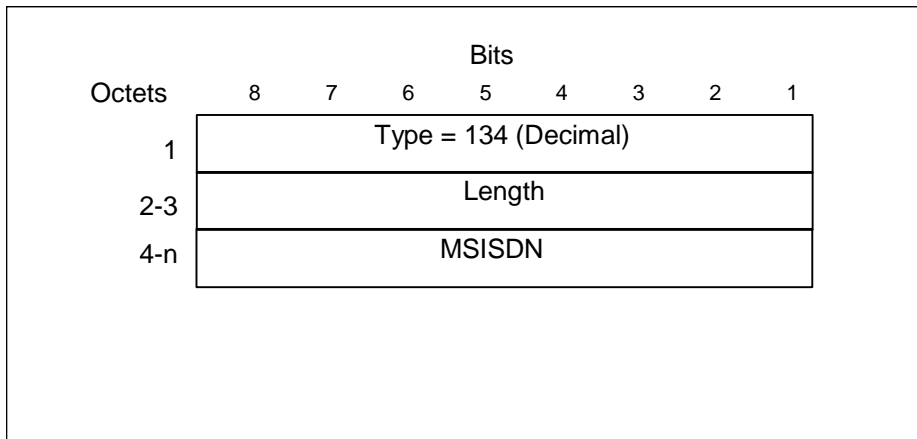 Bits
Octets 8 7 6 5 4 3 2 1
1 Type = 134 (Decimal)
2-3 Length
4-n MSISDN